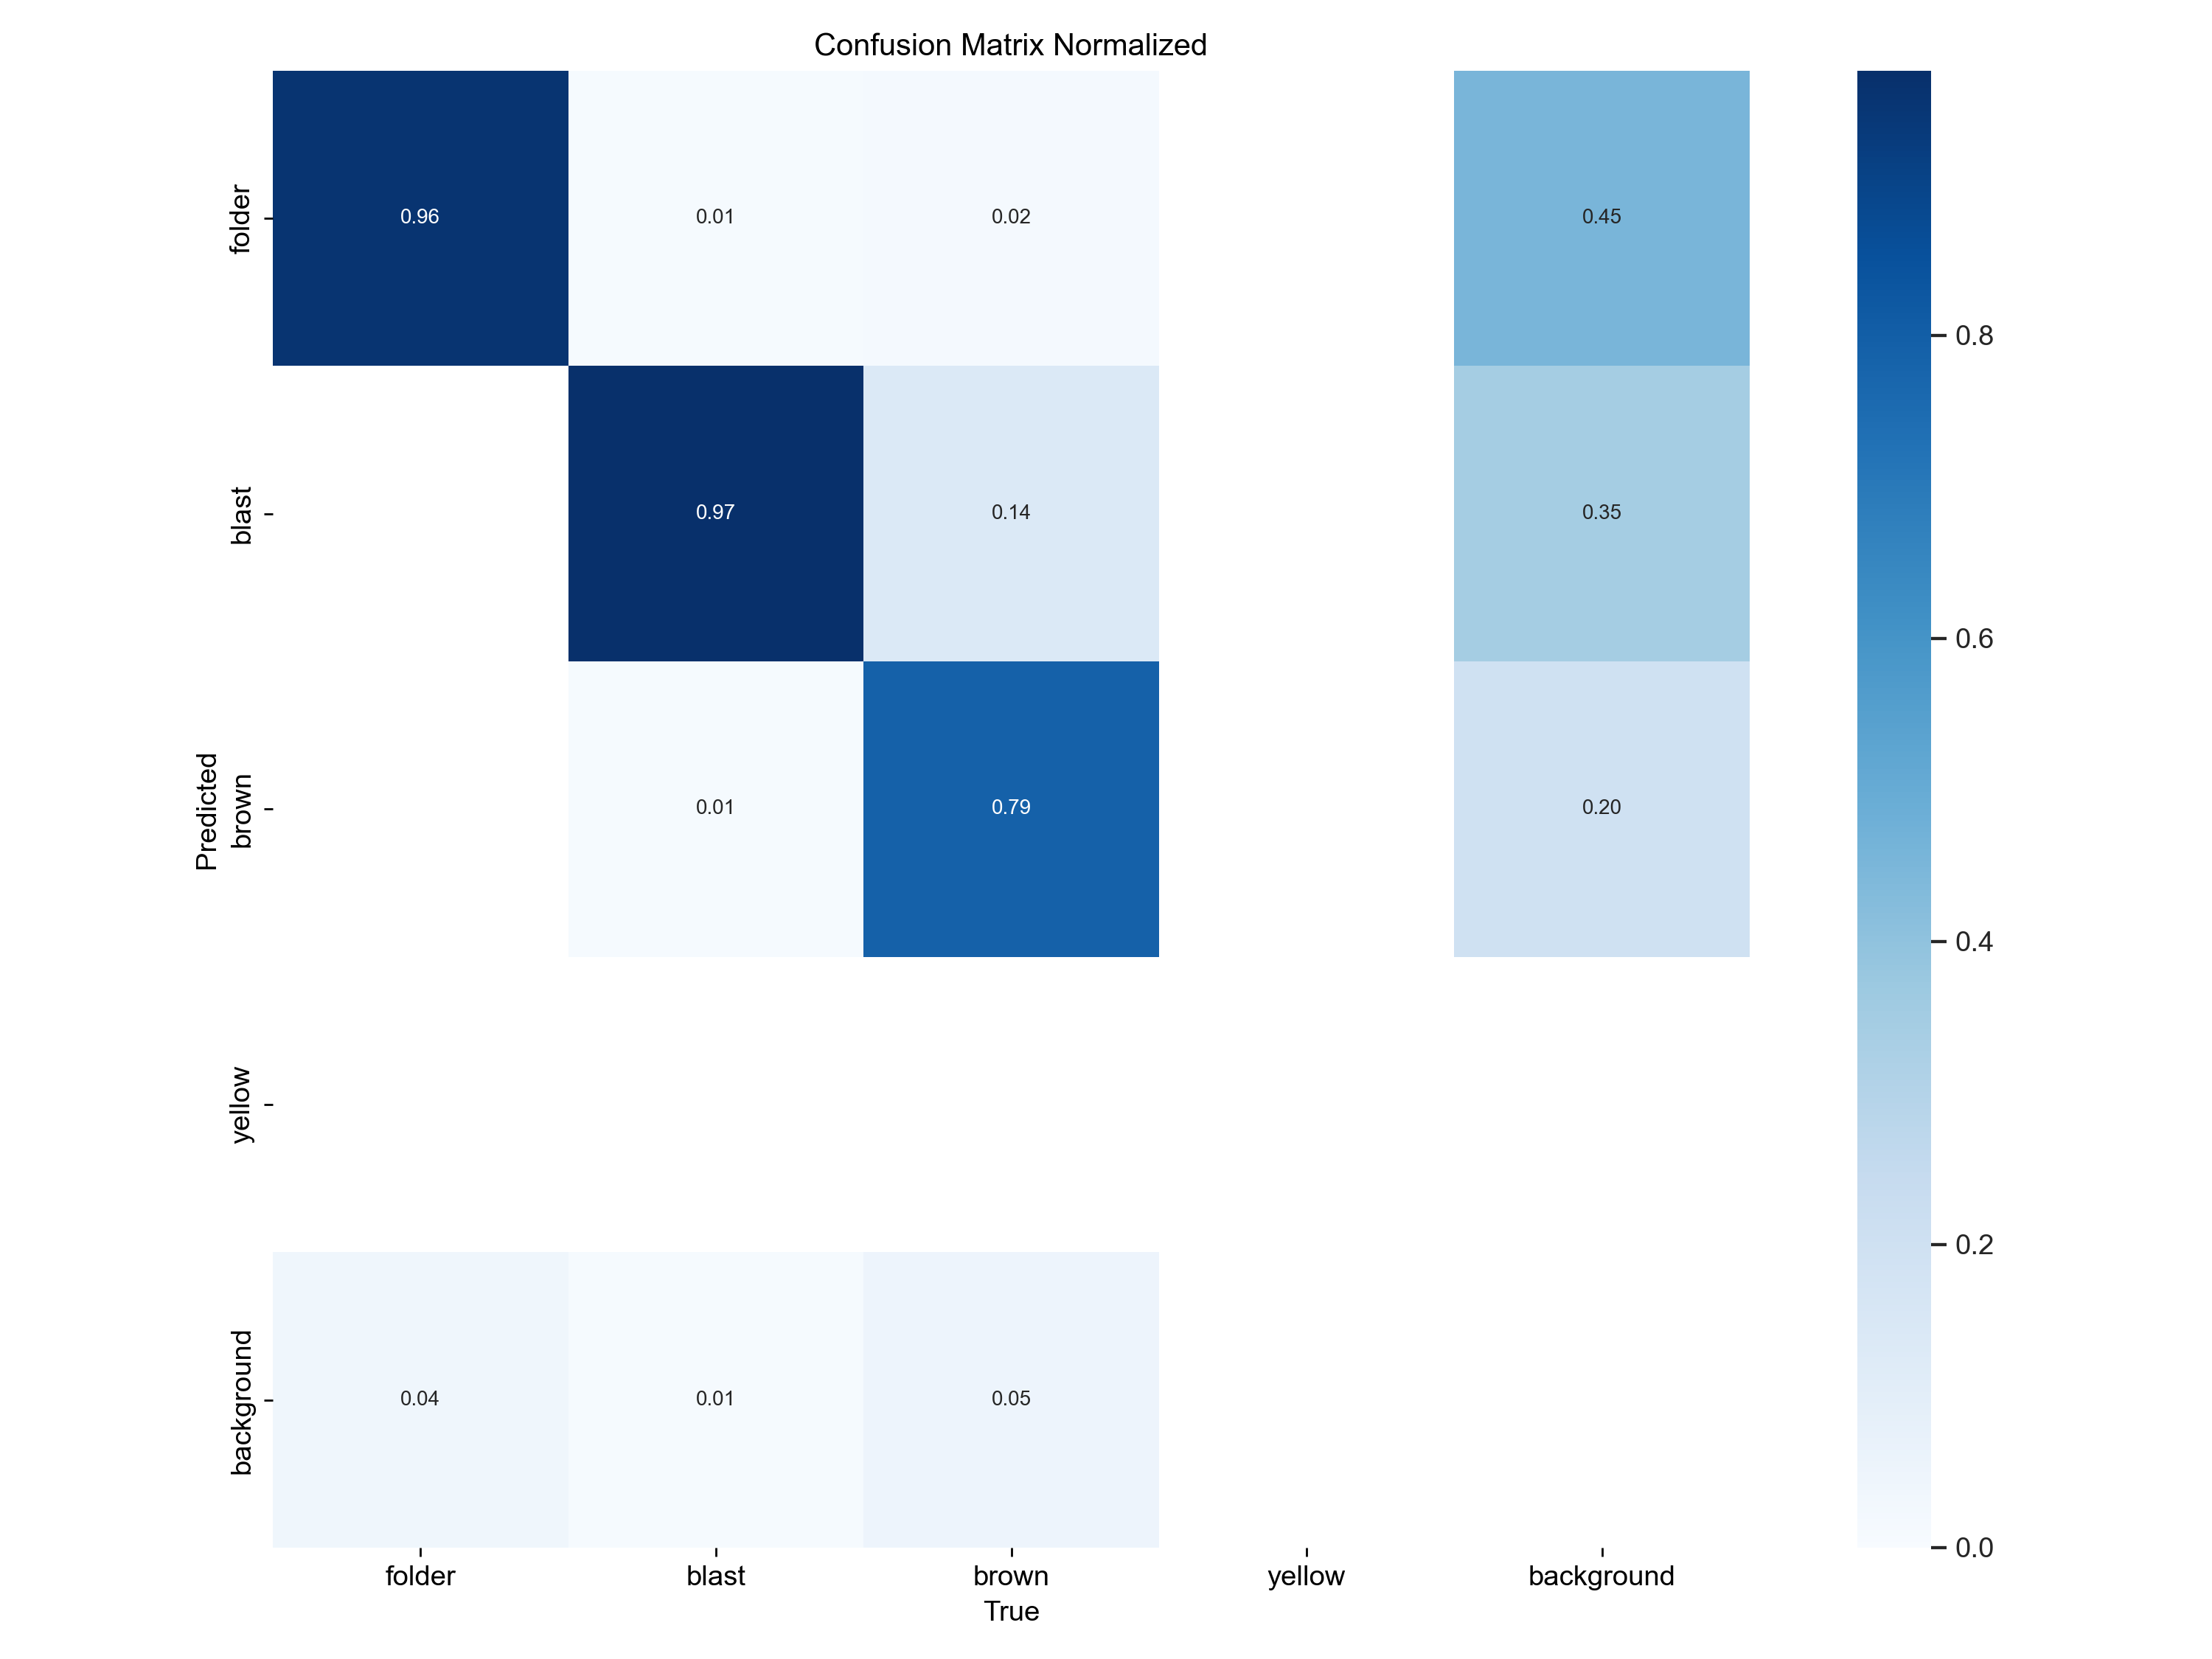 Confusion Matrix Normalized
folder
0.96
0.01
0.02
0.45
blast
0.97
0.14
0.35
Predicted
brown
0.01
0.79
0.20
yellow
background
0.04
0.01
0.05
folder
blast
brown
yellow
background
True
0.8
0.6
0.4
0.2
0.0